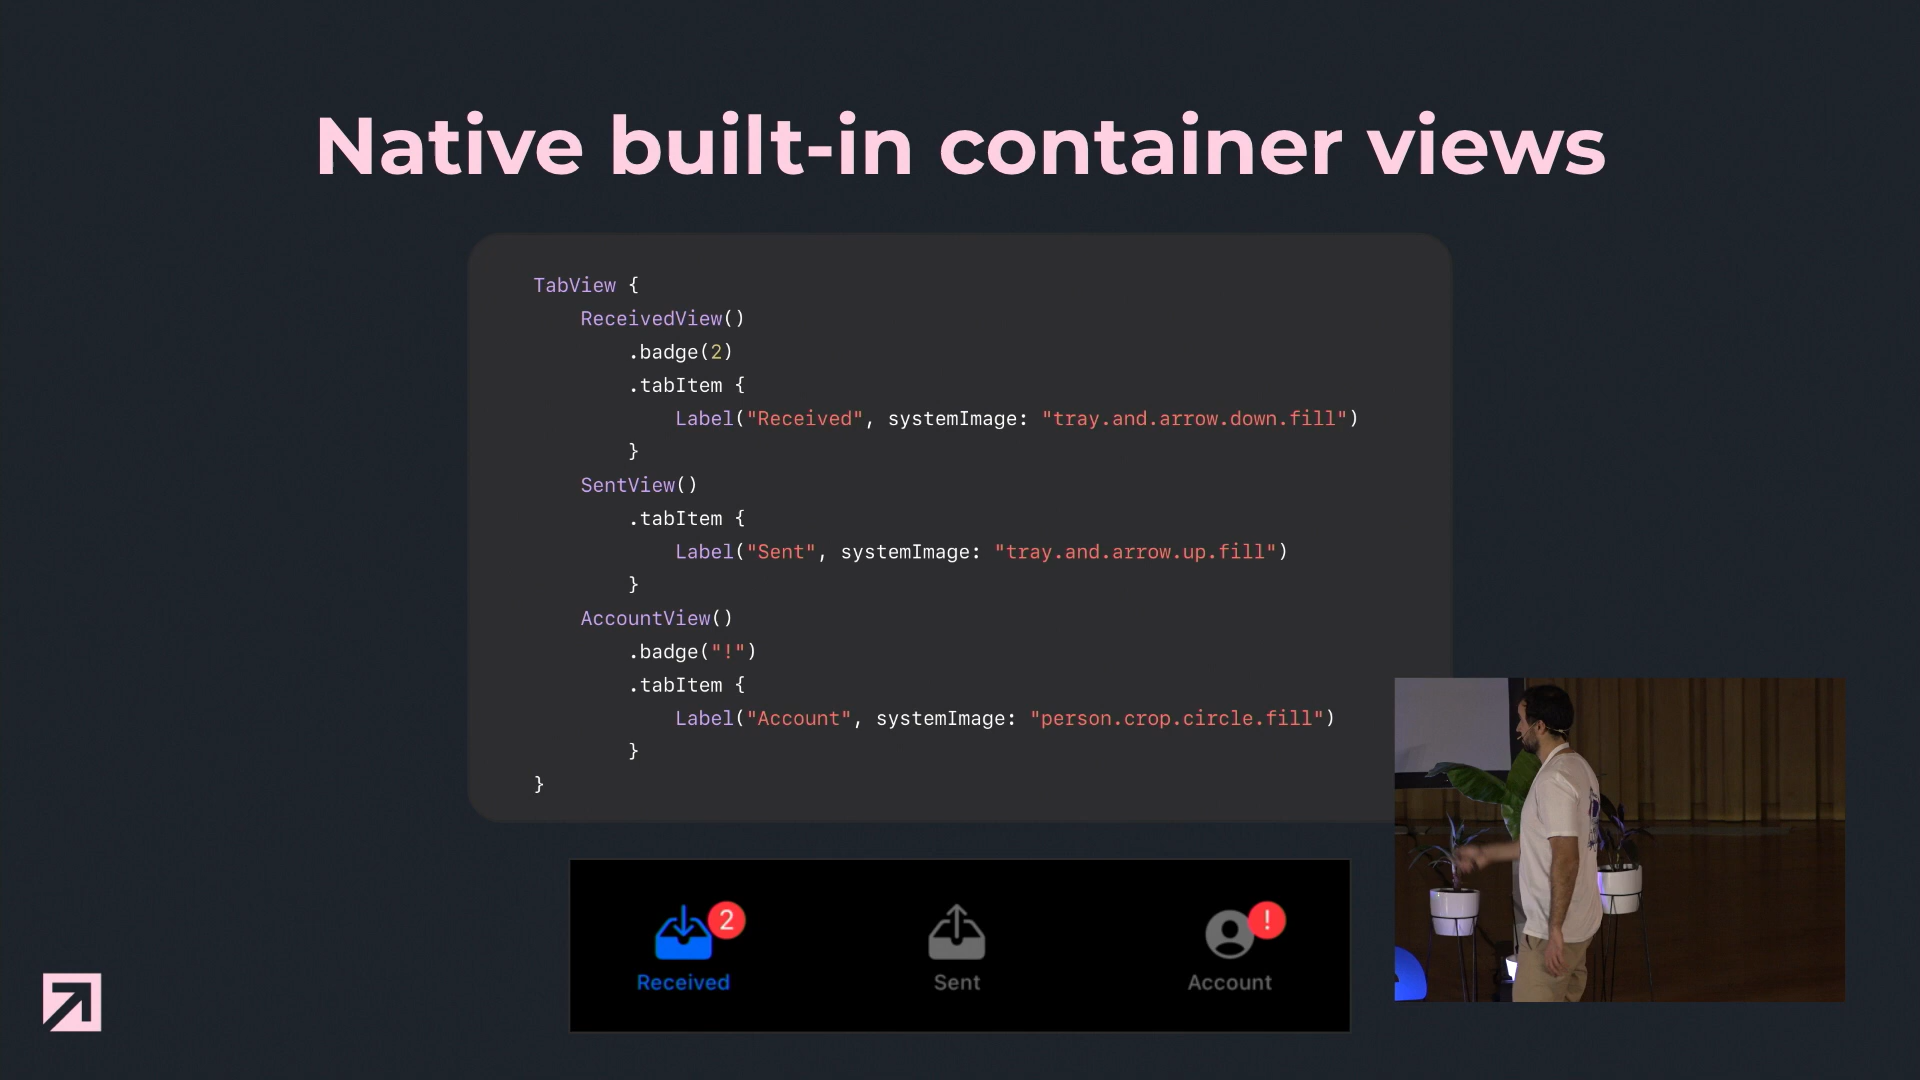 Native built-in container views
TabView {
    ReceivedView()
        .badge(2)
        .tabItem {
            Label("Received", systemImage: "tray.and.arrow.down.fill")
        }
    SentView()
        .tabItem {
            Label("Sent", systemImage: "tray.and.arrow.up.fill")
        }
    AccountView()
        .badge("!")
        .tabItem {
            Label("Account", systemImage: "person.crop.circle.fill")
        }
}
2
!
Received
Sent
Account